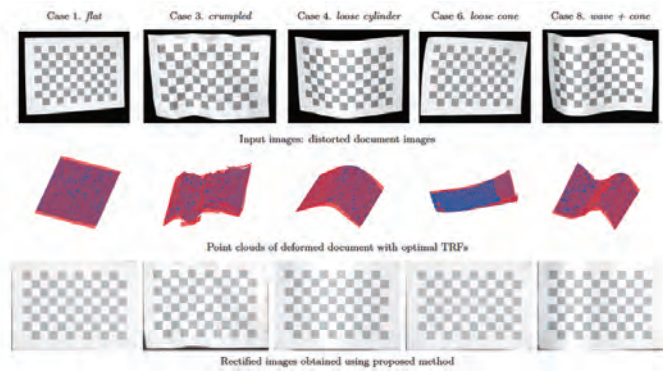 Case 1. flat
Case 3. crumpled
Case 4. loose cylinder
Case 6. loose cone
Case 8. wave + cone
Input images: distorted document images
Point clouds of deformed document with optimal TRFs
Rectified images obtained using proposed method